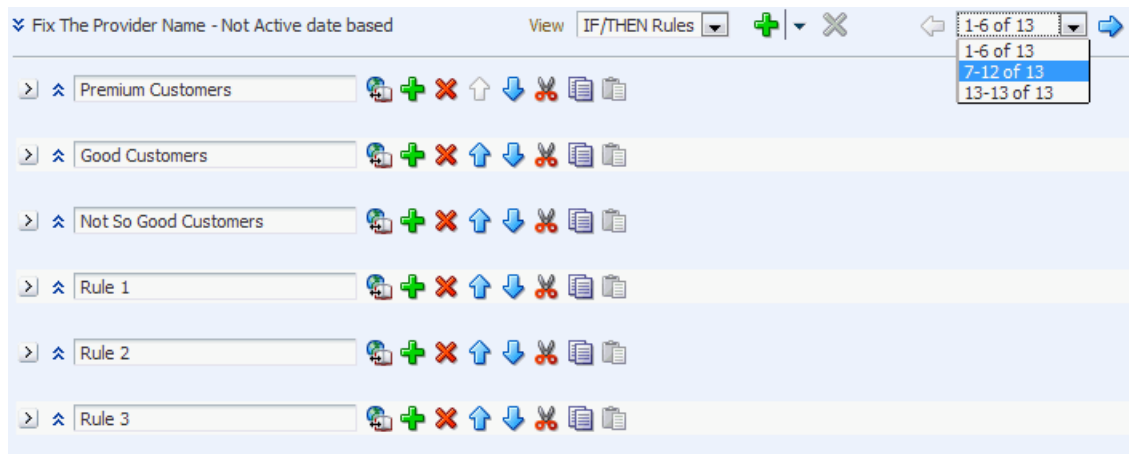 Fix The Provider Name - Not Active date based View IF/THEN Rules 1-6 of 13
1-6 of 13
7-12 of 13
13-13 of 13
Premium Customers
Good Customers
Not So Good Customers
Rule 1
Rule 2
Rule 3